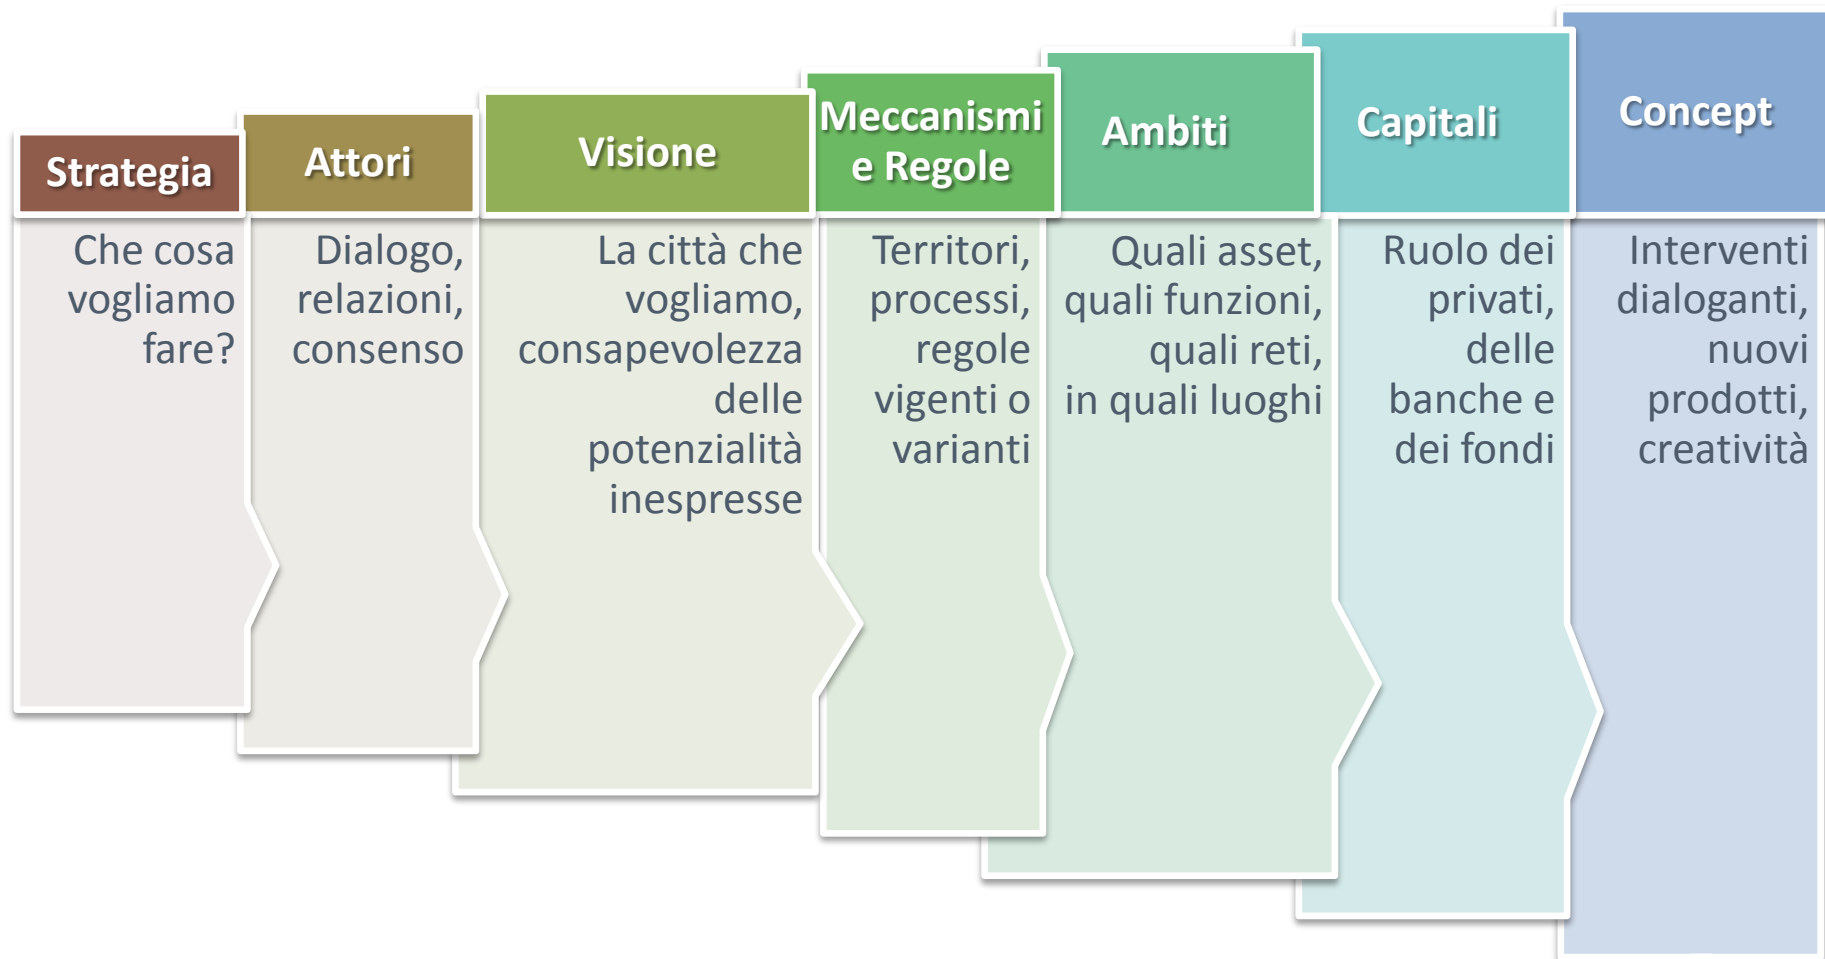 Strategia
Che cosa
vogliamo
fare?
Attori
Dialogo,
relazioni,
consenso
Visione
La città che
vogliamo,
consapevolezza
delle
potenzialità
inespresse
Meccanismi
e Regole
Territori,
processi,
regole
vigenti o
varianti
Ambiti
Quali asset,
quali funzioni,
quali reti,
in quali luoghi
Capitali
Ruolo dei
privati,
delle
banche e
dei fondi
Concept
Interventi
dialoganti,
nuovi
prodotti,
creatività